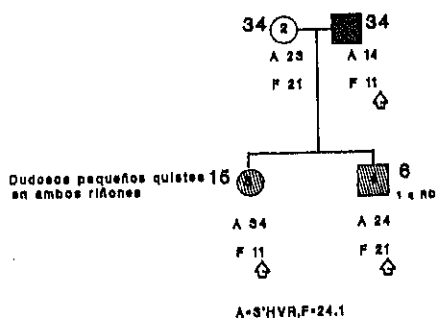 34 2 34
A 23 A 14
F 21 F 11
Dudosos pequeños quistes 15 6
en ambos riñones
A 34 A 24
F 11 F 21
A=3'HVR,F=24.1